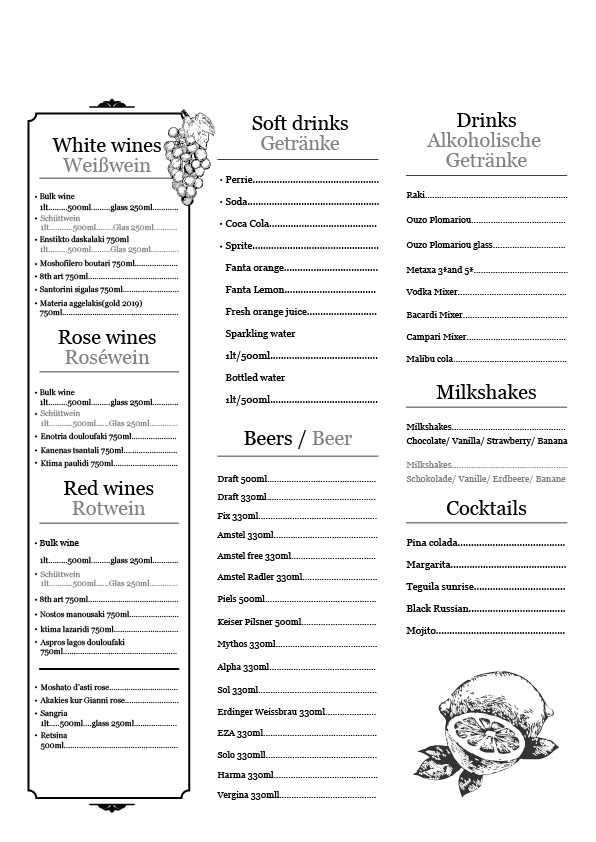 White wines
Weißwein
• Bulk wine
1lt.........500ml.........glass 250ml............
• Schüttwein
1lt...........500ml........Glas 250ml............
• Enstikto daskalaki 750ml
1lt.........500ml.........glass 250ml............
• Moshofilero boutari 750ml...................
• 8th art 750ml.......................................
• Santorini sigalas 750ml........................
• Materia aggelakis(gold 2019)
750ml..................................................
Rose wines
Roséwein
• Bulk wine
1lt.........500ml.........glass 250ml............
• Schüttwein
1lt...........500ml......Glas 250ml............
• Enotria douloufaki 750ml...................
• Kanenas tsantali 750ml.......................
• Ktima paulidi 750ml............................
Red wines
Rotwein
• Bulk wine
1lt.........500ml.........glass 250ml............
• Schüttwein
1lt...........500ml......Glas 250ml............
• 8th art 750ml.......................................
• Nostos manousaki 750ml.....................
• ktima lazaridi 750ml............................
• Aspros lagos douloufaki
750ml..................................................
• Moshato d'asti rose..............................
• Akakies kur Gianni rose.......................
• Sangria
1lt.....500ml....glass 250ml...................
• Retsina
500ml..................................................
Soft drinks
Getränke
· Perrie..........................................
· Soda............................................
· Coca Cola....................................
· Sprite..........................................
Fanta orange...............................
Fanta Lemon..............................
Fresh orange juice.......................
Sparkling water
1lt/500ml....................................
Bottled water
1lt/500ml....................................
Beers / Beer
Draft 500ml..........................................
Draft 330ml..........................................
Fix 330ml.............................................
Amstel 330ml.......................................
Amstel free 330ml................................
Amstel Radler 330ml............................
Piels 500ml..........................................
Keiser Pilsner 500ml............................
Mythos 330ml......................................
Alpha 330ml........................................
Sol 330ml.............................................
Erdinger Weissbrau 330ml...................
EZA 330ml...........................................
Solo 330mll..........................................
Harma 330ml.......................................
Vergina 330mll.....................................
Drinks
Alkoholische
Getränke
Raki......................................................
Ouzo Plomariou....................................
Ouzo Plomariou glass............................
Metaxa 3*and 5*...................................
Vodka Mixer.........................................
Bacardi Mixer.......................................
Campari Mixer......................................
Malibu cola...........................................
Milkshakes
Milkshakes...........................................
Chocolate/ Vanilla/ Strawberry/ Banana
Milkshakes............................................
Schokolade/ Vanille/ Erdbeere/ Banane
Cocktails
Pina colada.....................................
Margarita........................................
Teguila sunrise................................
Black Russian..................................
Mojito..............................................